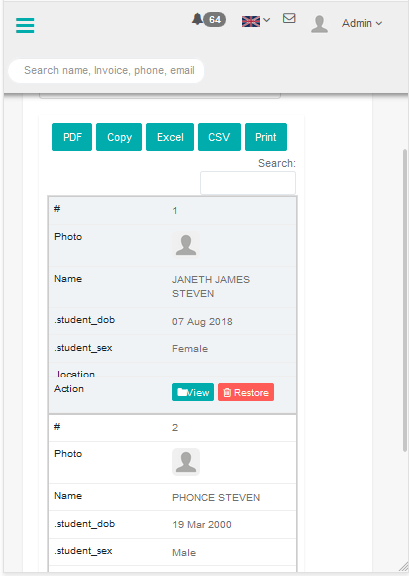 64
Admin
Search name, Invoice, phone, email
PDF Copy Excel CSV Print
Search:
# 1
Photo
Name JANETH JAMES
STEVEN
.student_dob 07 Aug 2018
.student_sex Female
.location
Action View Restore
# 2
Photo
Name PHONCE STEVEN
.student_dob 19 Mar 2000
.student_sex Male